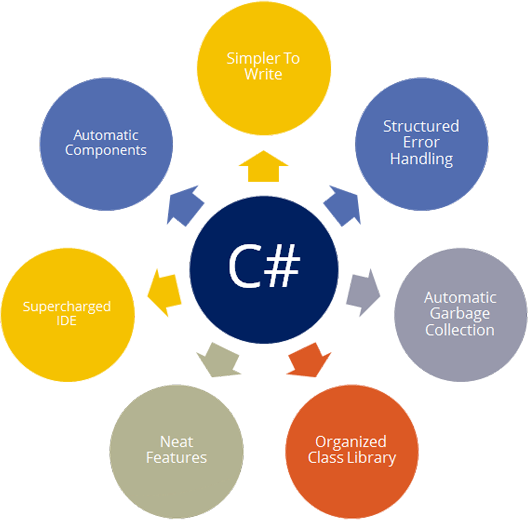 Simpler To
Write
Structured
Error
Handling
Automatic
Garbage
Collection
Organized
Class Library
Neat
Features
Supercharged
IDE
Automatic
Components
C#